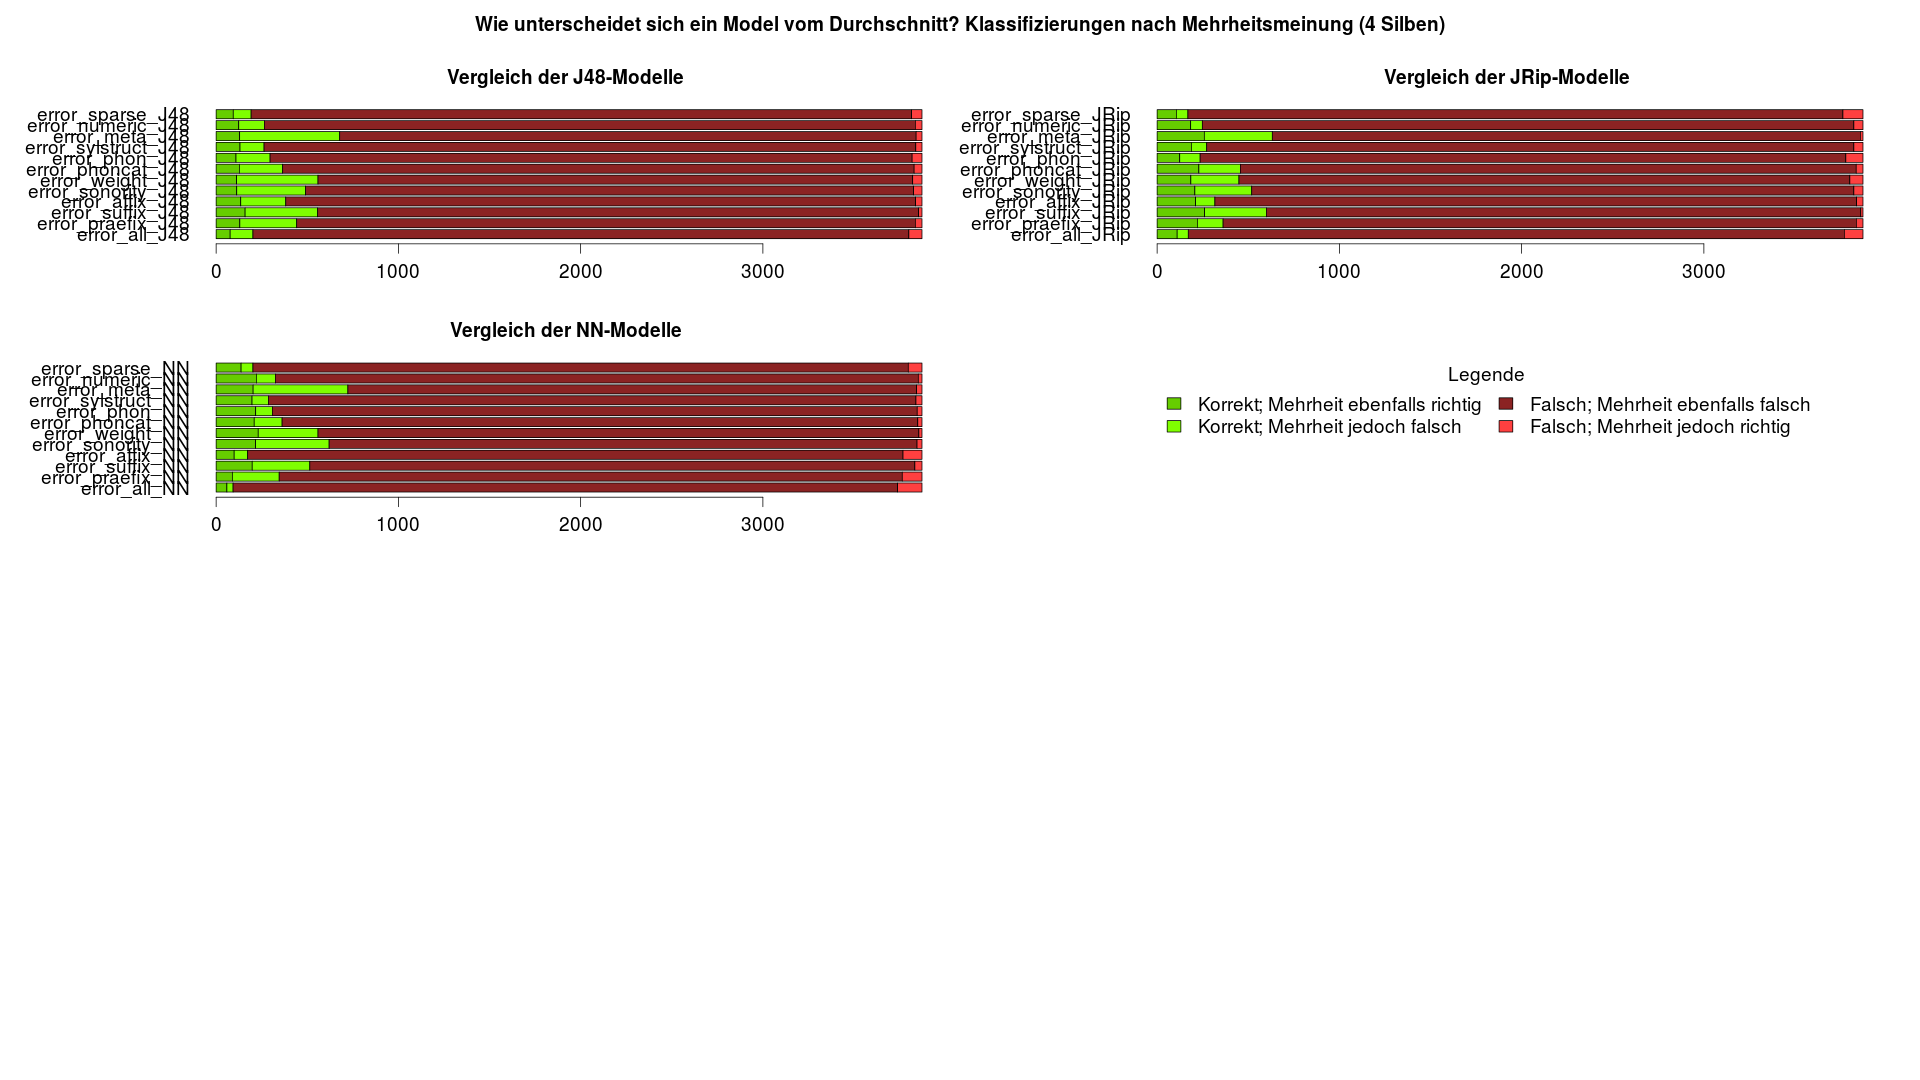 Wie unterscheidet sich ein Model vom Durchschnitt? Klassifizierungen nach Mehrheitsmeinung (4 Silben)
Vergleich der J48-Modelle
error_sparse_J48
error_numeric_J48
error_meta_J48
error_sylstruct_J48
error_phon_J48
error_phoncat_J48
error_weight_J48
error_sonority_J48
error_affix_J48
error_suffix_J48
error_praefix_J48
error_all_J48
0 1000 2000 3000
Vergleich der JRip-Modelle
error_sparse_JRip
error_numeric_JRip
error_meta_JRip
error_sylstruct_JRip
error_phon_JRip
error_phoncat_JRip
error_weight_JRip
error_sonority_JRip
error_affix_JRip
error_suffix_JRip
error_praefix_JRip
error_all_JRip
0 1000 2000 3000
Vergleich der NN-Modelle
error_sparse_NN
error_numeric_NN
error_meta_NN
error_sylstruct_NN
error_phon_NN
error_phoncat_NN
error_weight_NN
error_sonority_NN
error_affix_NN
error_suffix_NN
error_praefix_NN
error_all_NN
0 1000 2000 3000
Legende
Korrekt; Mehrheit ebenfalls richtig
Korrekt; Mehrheit jedoch falsch
Falsch; Mehrheit ebenfalls falsch
Falsch; Mehrheit jedoch richtig